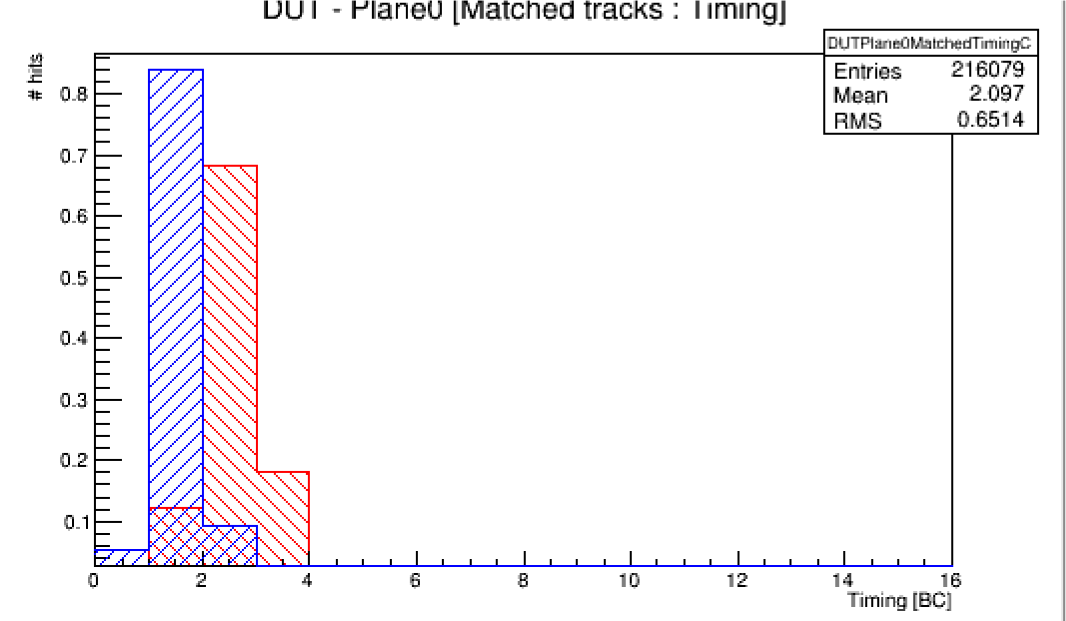 DUT - Plane0 [Matched tracks : Timing]
# hits
DUTPlane0MatchedTimingC
Entries 216079
Mean 2.097
RMS 0.6514
0.8
0.7
0.6
0.5
0.4
0.3
0.2
0.1
0 2 4 6 8 10 12 14 16
Timing [BC]